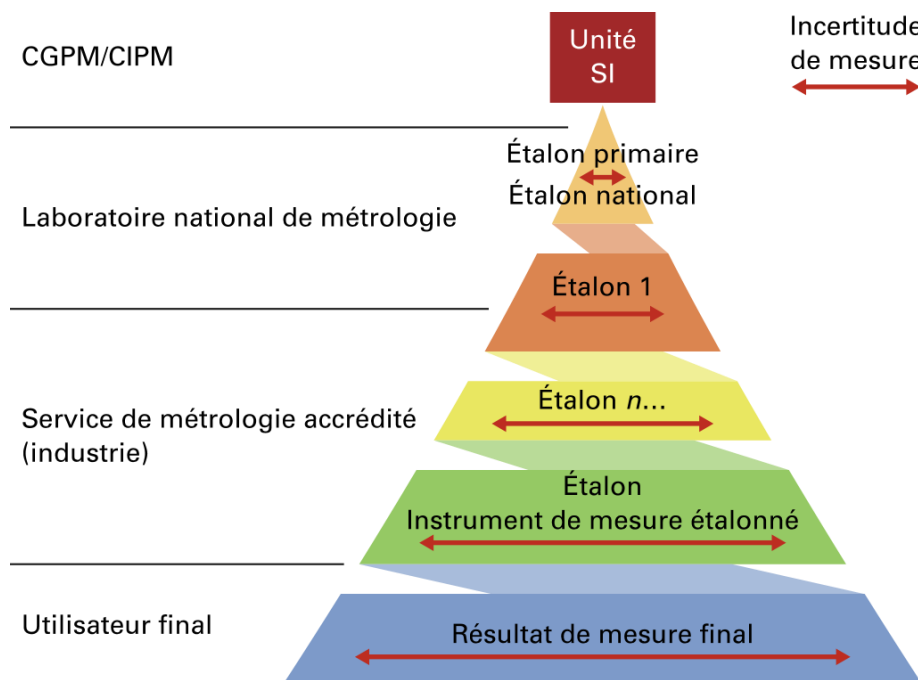 CGPM/CIPM
Unité
SI
Incertitude
de mesure
Étalon primaire
Étalon national
Laboratoire national de métrologie
Étalon 1
Étalon n...
Service de métrologie accrédité
(industrie)
Étalon
Instrument de mesure étalonné
Utilisateur final
Résultat de mesure final